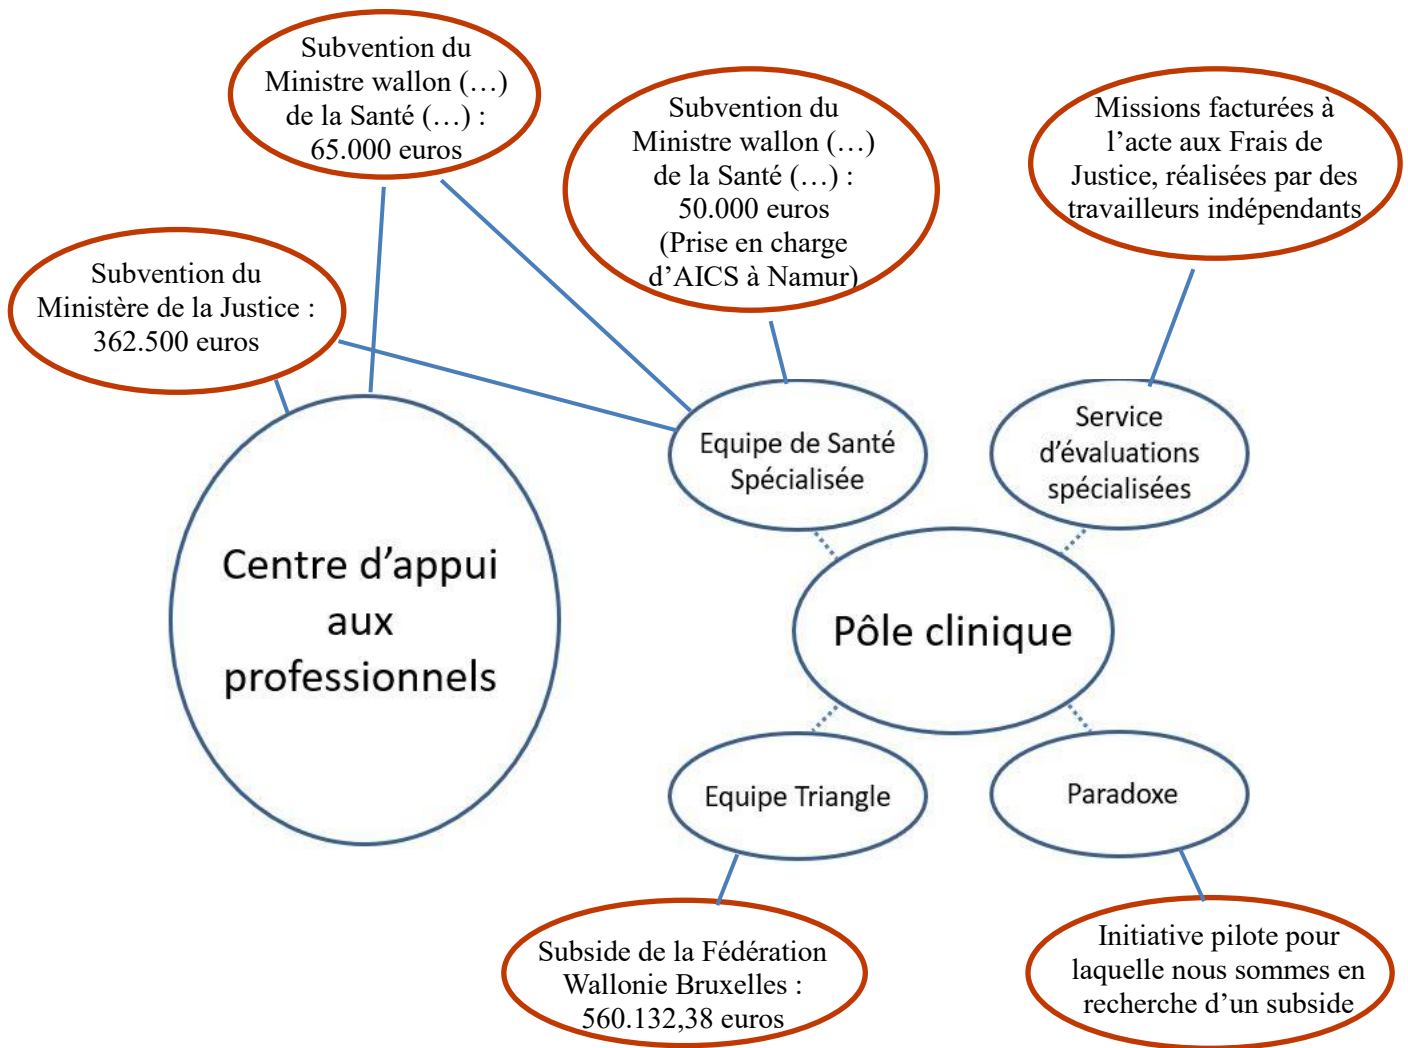 Subvention du
Ministre wallon (…)
de la Santé (…) :
65.000 euros
Subvention du
Ministre wallon (…)
de la Santé (…) :
50.000 euros
(Prise en charge
d’AICS à Namur)
Missions facturées à
l’acte aux Frais de
Justice, réalisées par des
travailleurs indépendants
Subvention du
Ministère de la Justice :
362.500 euros
Equipe de Santé
Spécialisée
Service
d’évaluations
spécialisées
Centre d’appui
aux
professionnels
Pôle clinique
Equipe Triangle
Paradoxe
Subside de la Fédération
Wallonie Bruxelles :
560.132,38 euros
Initiative pilote pour
laquelle nous sommes en
recherche d’un subside